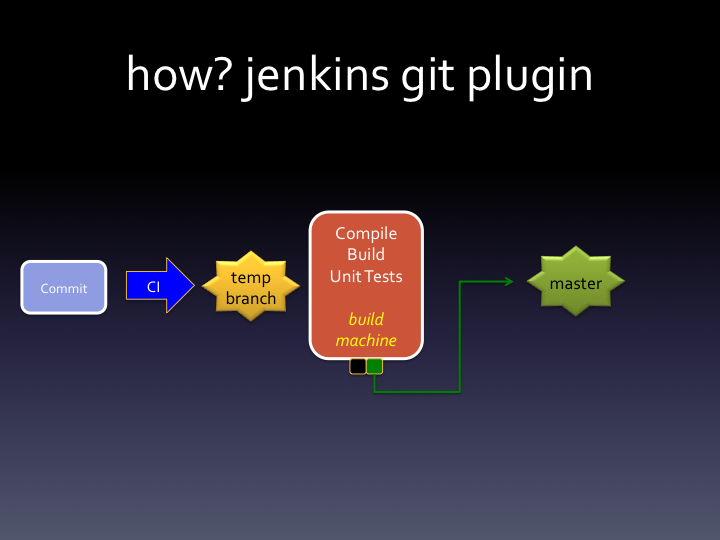 how? jenkins git plugin
Commit
CI
temp
branch
Compile
Build
Unit Tests
build
machine
master